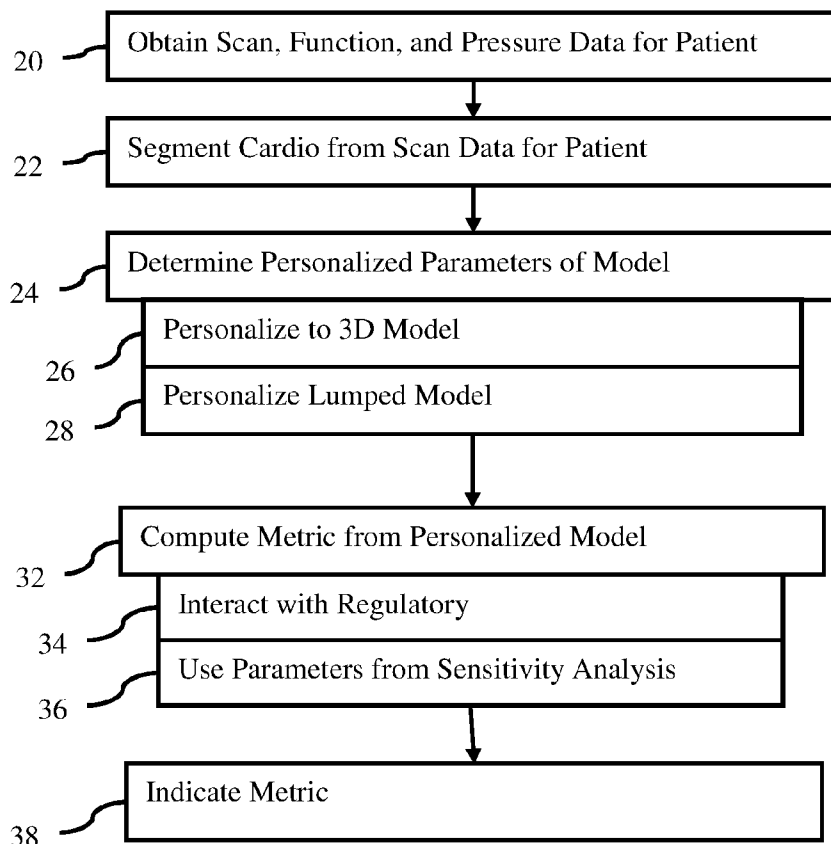 Obtain Scan, Function, and Pressure Data for Patient
20
Segment Cardio from Scan Data for Patient
22
Determine Personalized Parameters of Model
24
Personalize to 3D Model
26
Personalize Lumped Model
28
Compute Metric from Personalized Model
32
Interact with Regulatory
34
Use Parameters from Sensitivity Analysis
36
Indicate Metric
38